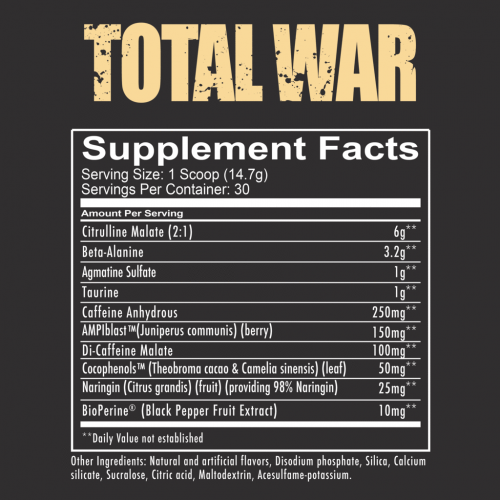 TOTAL WAR
Supplement Facts
Serving Size: 1 Scoop (14.7g)
Servings Per Container: 30
Amount Per Serving
Citrulline Malate (2:1) 6g**
Beta-Alanine 3.2g**
Agmatine Sulfate 1g**
Taurine 1g**
Caffeine Anhydrous 250mg**
AMPIblast™(Juniperus communis) (berry) 150mg**
Di-Caffeine Malate 100mg**
Cocophenols™ (Theobroma cacao & Camelia sinensis) (leaf) 50mg**
Naringin (Citrus grandis) (fruit) (providing 98% Naringin) 25mg**
BioPerine® (Black Pepper Fruit Extract) 10mg**
**Daily Value not established
Other Ingredients: Natural and artificial flavors, Disodium phosphate, Silica, Calcium
silicate, Sucralose, Citric acid, Maltodextrin, Acesulfame-potassium.